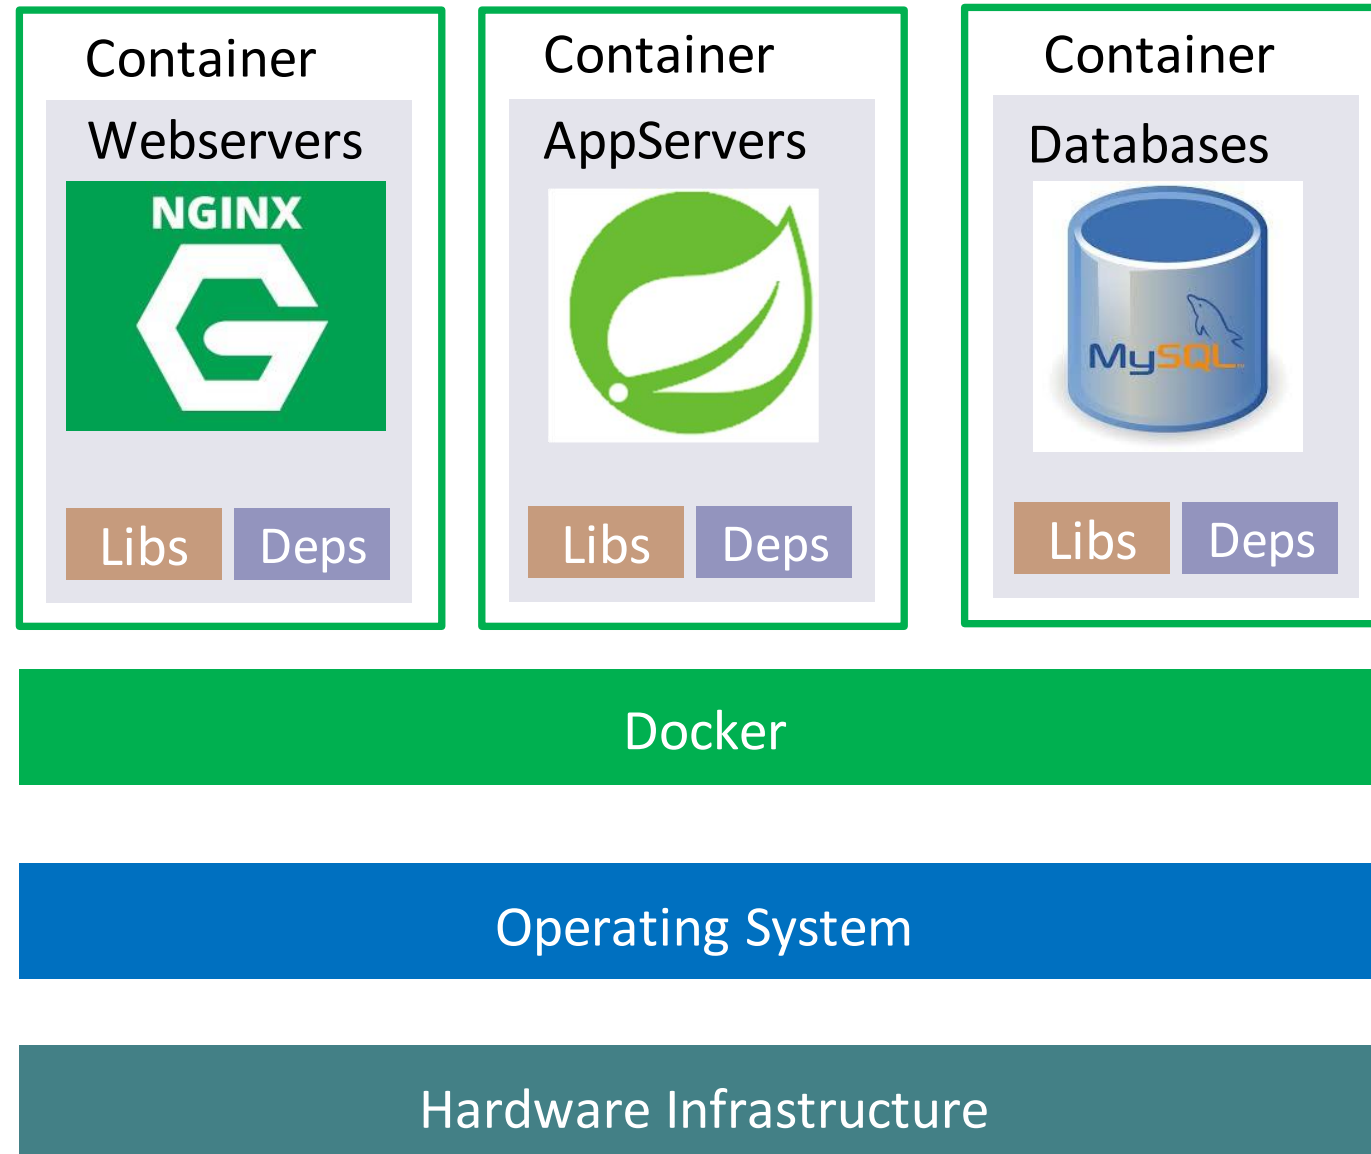 Container
Webservers
NGINX
Libs
Deps
Container
AppServers
Libs
Deps
Container
Databases
MySQL
Libs
Deps
Docker
Operating System
Hardware Infrastructure